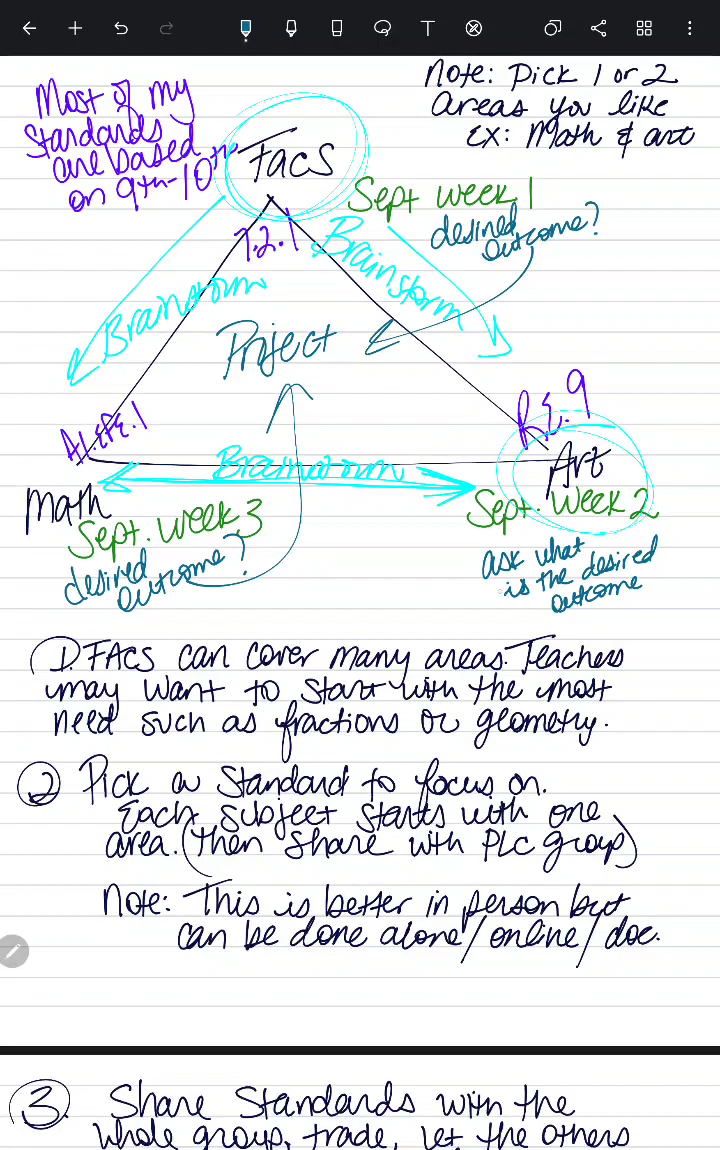 Most of my
Standards
are based
on 9th-10th
Note: Pick 1 or 2
areas you like
EX: Math & art
Facs
Sept Week 1
desired
outcome?
7.2.1
Brainstorm
Brainstorm
Project
A1.EI.1
R.E.9
Brainstorm
Art
Math
Sept. Week 2
Sept. Week 3
desired
outcome?
ask what
is the desired
outcome
1. FAcs can cover many areas. Teachers
may want to start with the most
need such as fractions or geometry.
2 Pick a Standard to focus on.
Each subject starts with one
area. (Then share with PLC group)
Note: This is better in person but
can be done alone/online/doc.
3. Share Standards with the
whole group, trade, let the others